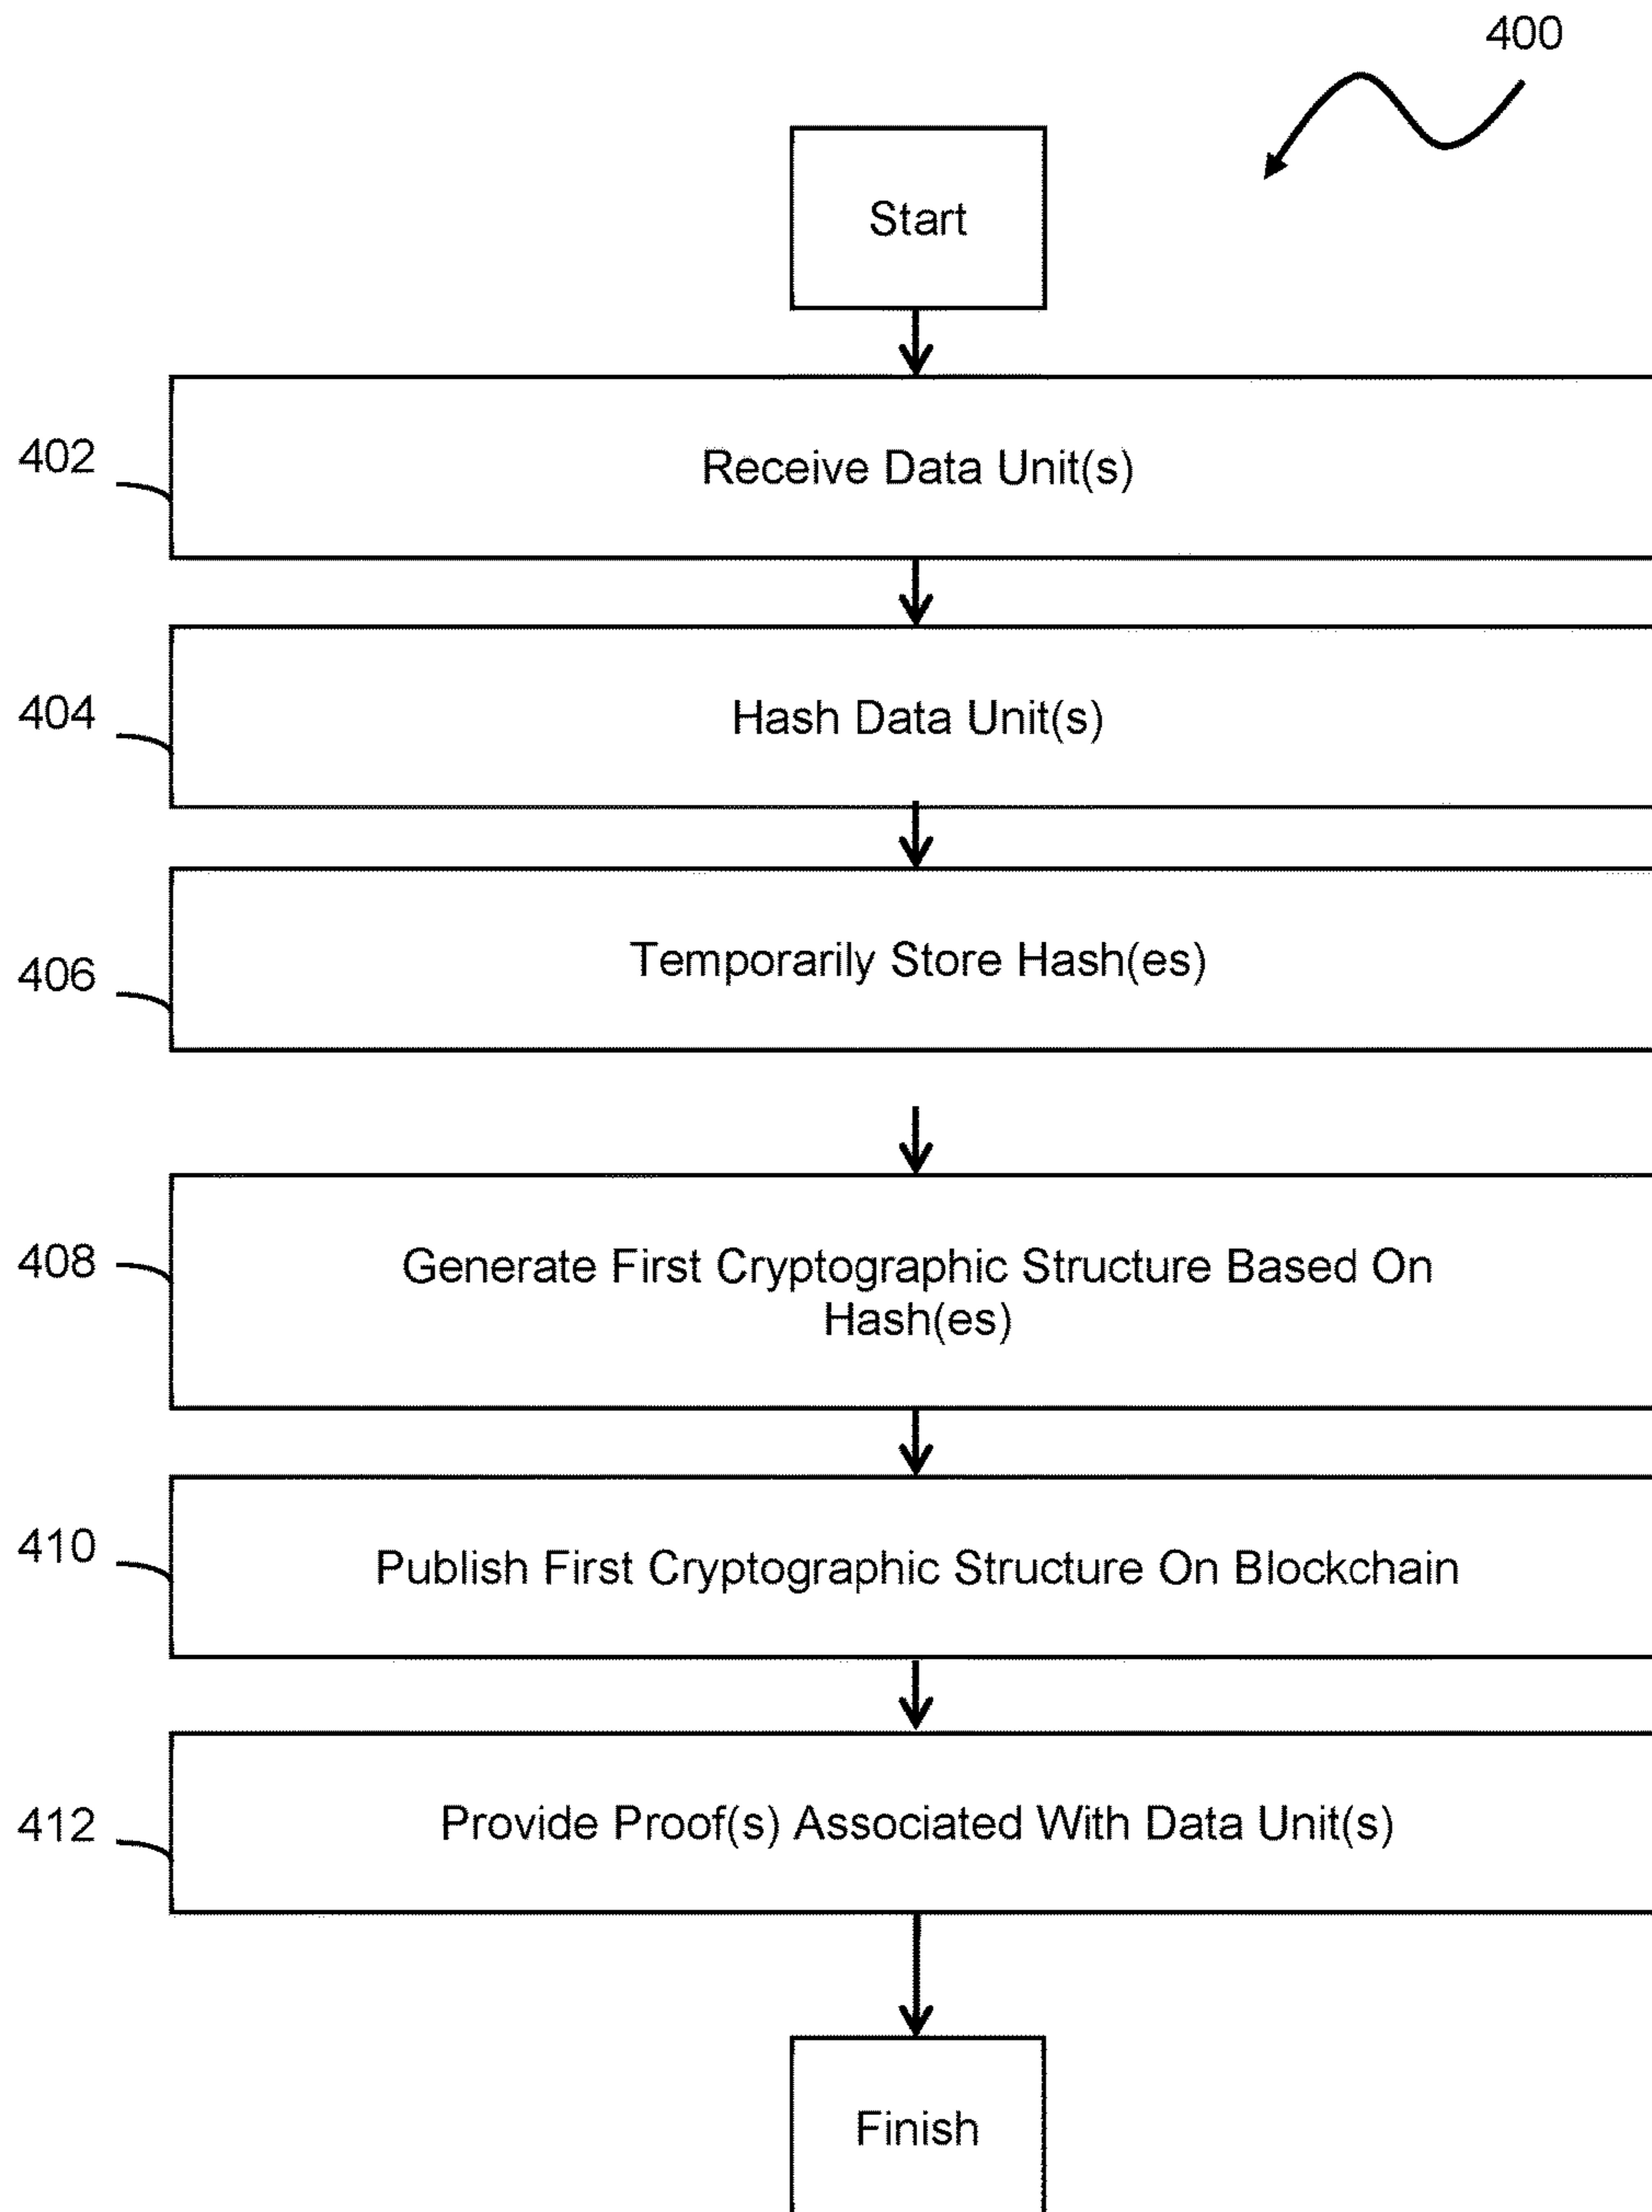 400
Start
402
Receive Data Unit(s)
404
Hash Data Unit(s)
406
Temporarily Store Hash(es)
408
Generate First Cryptographic Structure Based On
Hash(es)
410
Publish First Cryptographic Structure On Blockchain
412
Provide Proof(s) Associated With Data Unit(s)
Finish